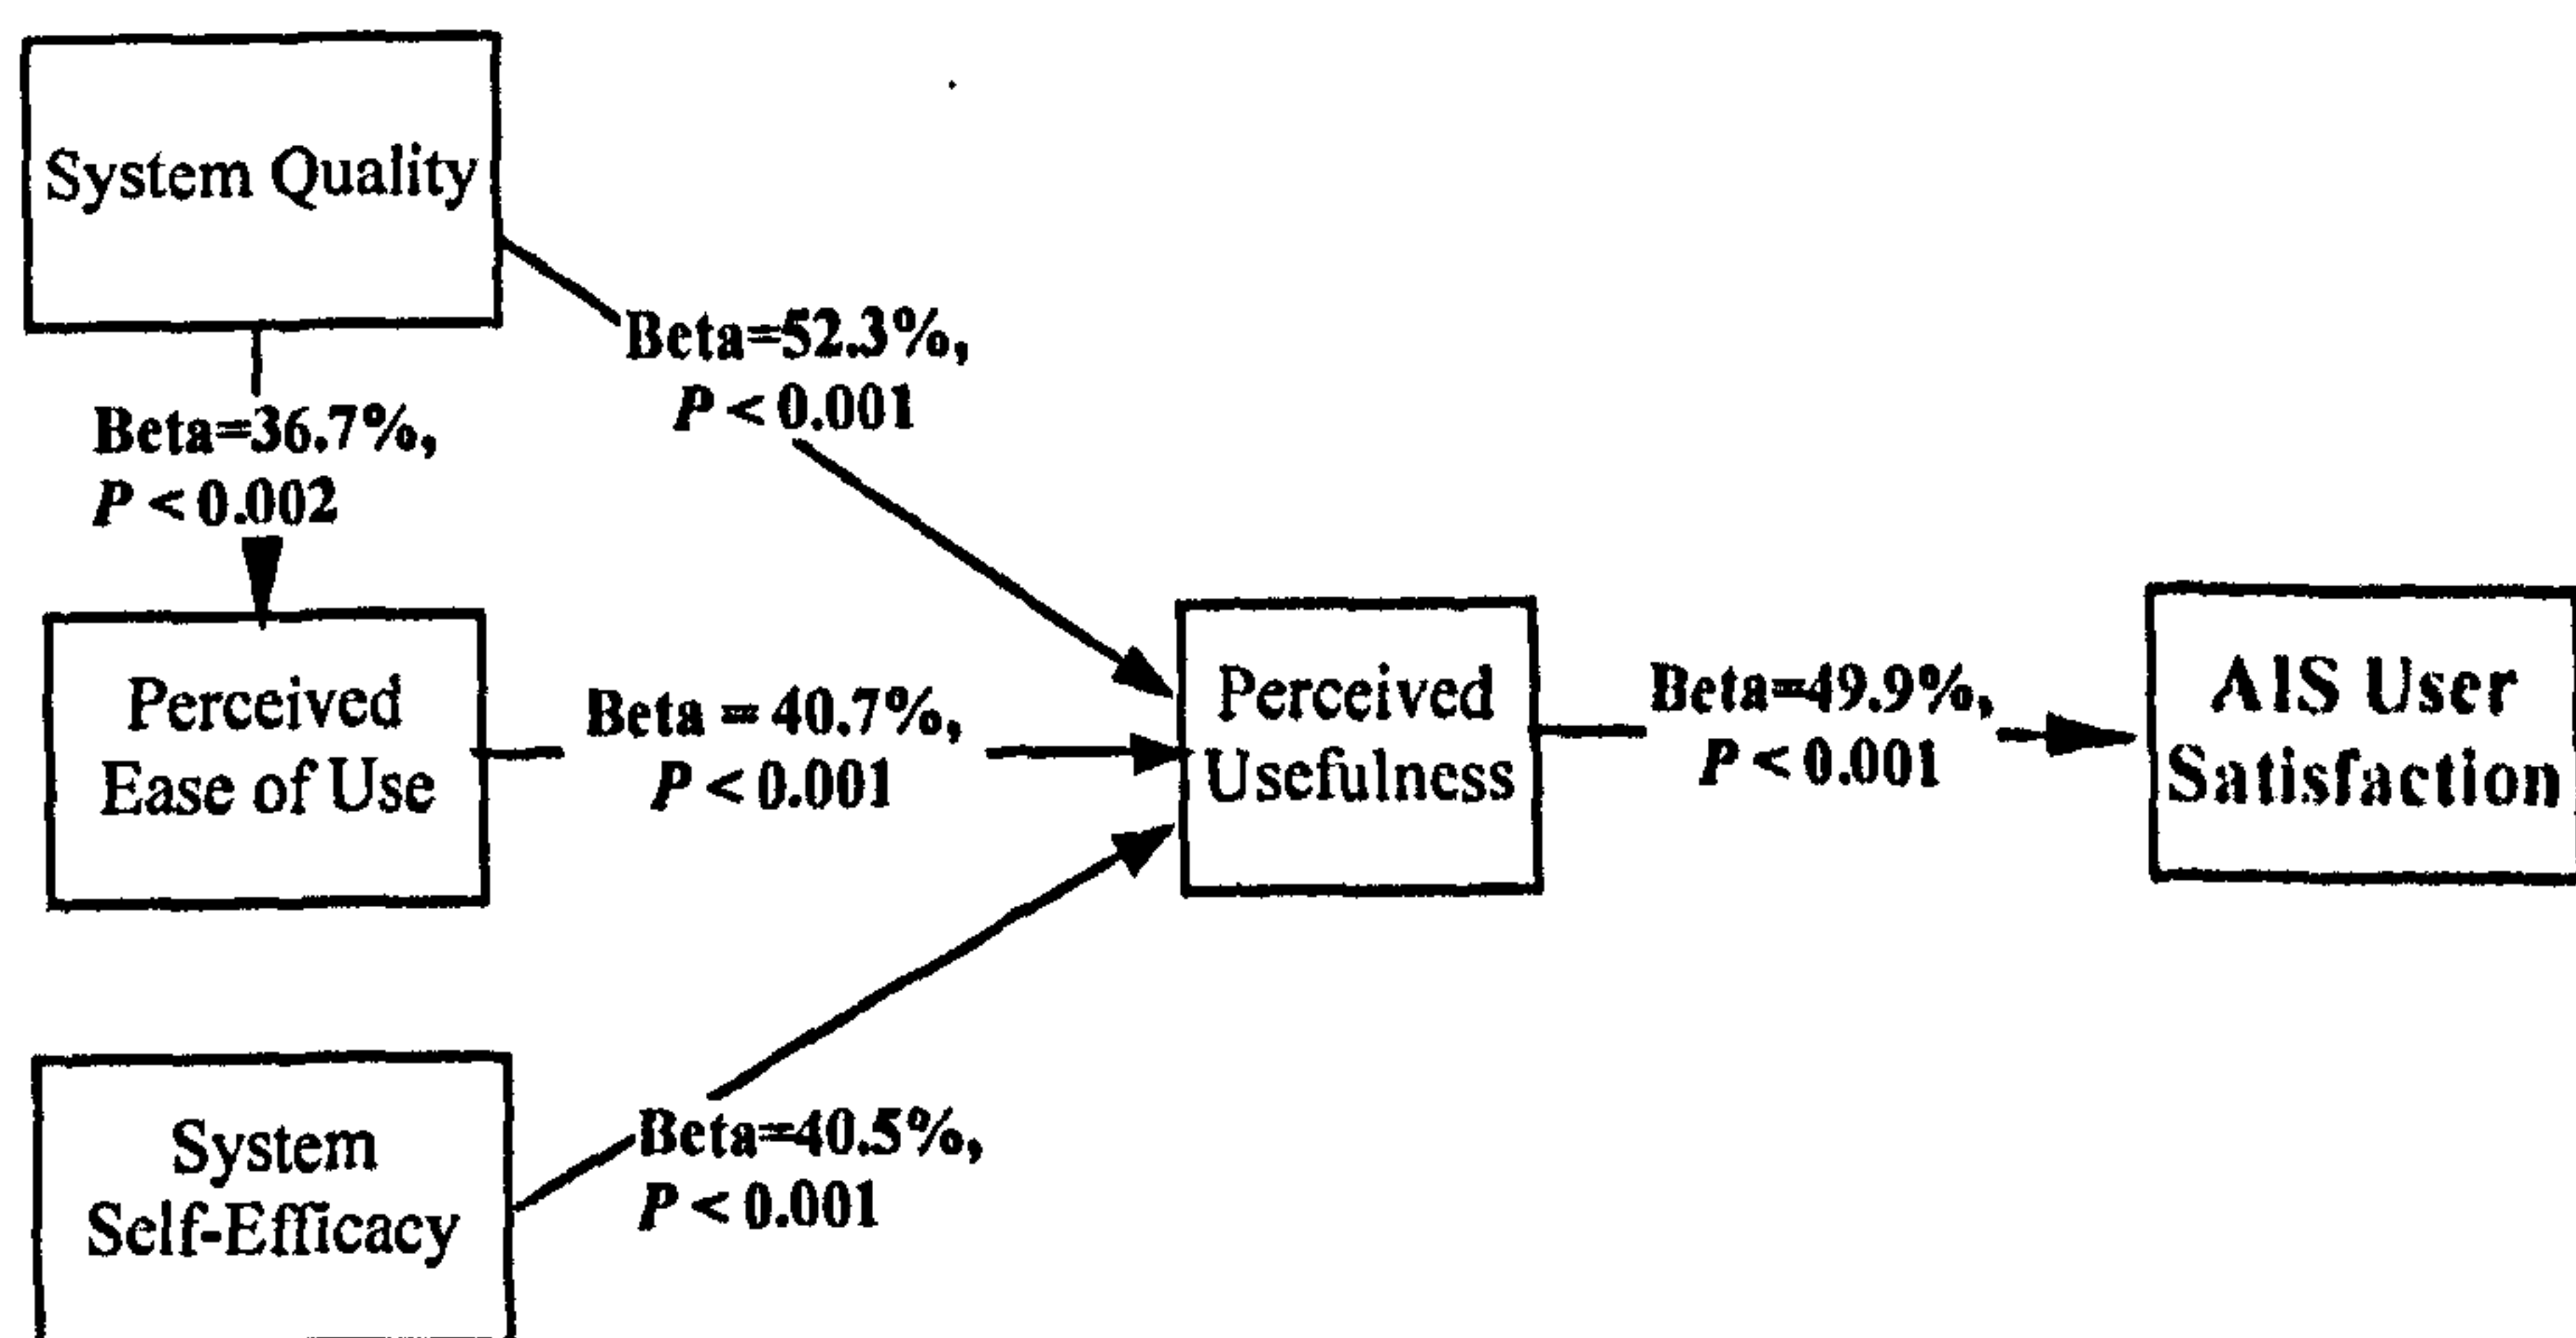 System Quality
Beta=52.3%,
P < 0.001
Beta=36.7%,
P < 0.002
Perceived
Ease of Use
Beta = 40.7%,
P < 0.001
Perceived
Usefulness
Beta=49.9%,
P < 0.001
AIS User
Satisfaction
System
Self-Efficacy
Beta=40.5%,
P < 0.001